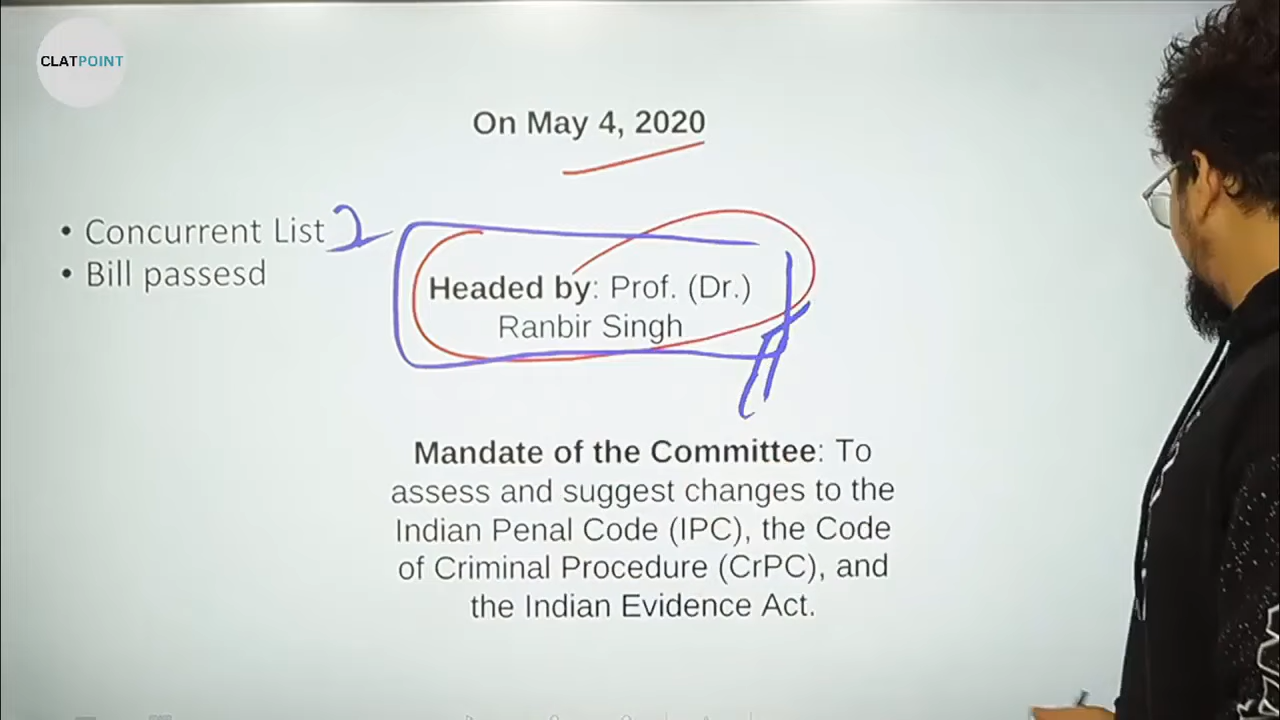 CLATPOINT
On May 4, 2020
• Concurrent List
• Bill passesd
Headed by: Prof. (Dr.)
Ranbir Singh
Mandate of the Committee: To
assess and suggest changes to the
Indian Penal Code (IPC), the Code
of Criminal Procedure (CrPC), and
the Indian Evidence Act.